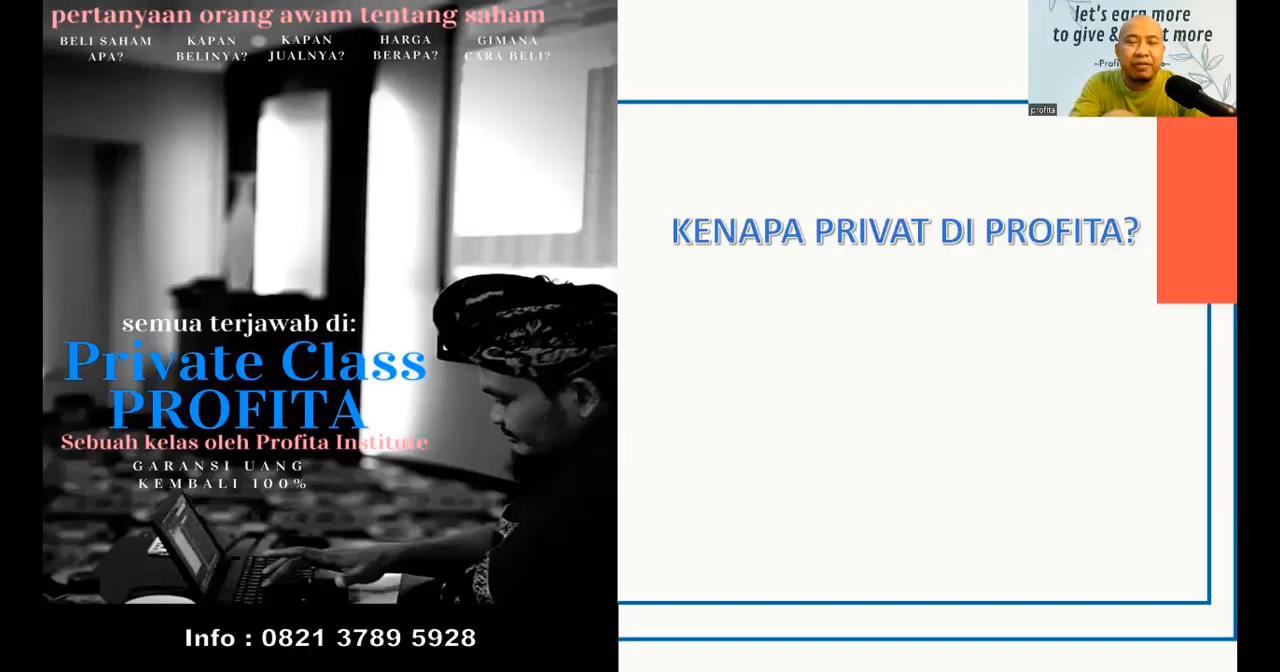 pertanyaan orang awam tentang saham
BELI SAHAM APA?
KAPAN BELINYA?
KAPAN JUALNYA?
HARGA BERAPA?
GIMANA CARA BELI?
semua terjawab di:
Private Class
PROFITA
Sebuah kelas oleh Profita Institute
GARANSI UANG
KEMBALI 100%
Info : 0821 3789 5928
let's earn more
to give & more
profita
KENAPA PRIVAT DI PROFITA?